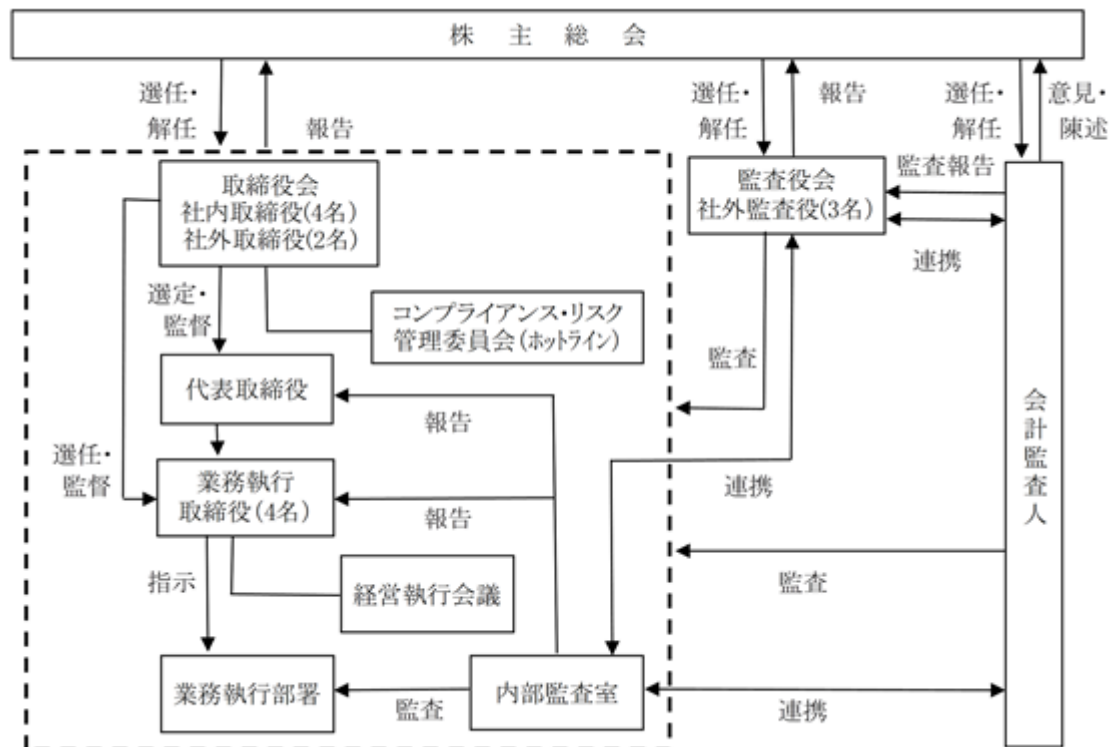 株主総会
選任・
解任
報告
選任・
解任
報告
選任・
解任
意見・
陳述
取締役会
社内取締役(4名)
社外取締役(2名)
監査役会
社外監査役(3名)
監査報告
連携
選定・
監督
コンプライアンス・リスク
管理委員会(ホットライン)
監査
代表取締役
報告
会計監査人
選任・
監督
業務執行
取締役(4名)
報告
連携
指示
経営執行会議
監査
業務執行部署
監査
内部監査室
連携